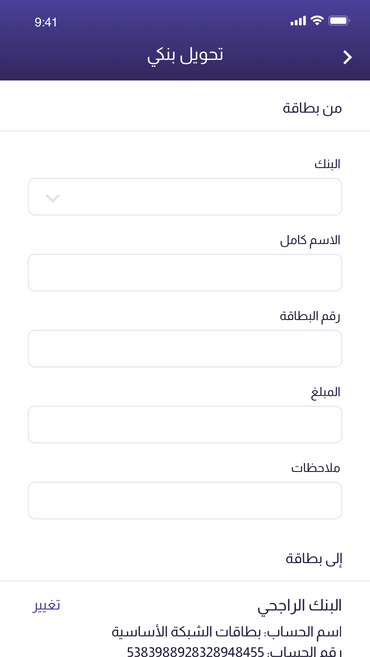 9:41
تحويل بنكي
من بطاقة
البنك
الاسم كامل
رقم البطاقة
المبلغ
ملاحظات
إلى بطاقة
البنك الراجحي
تغيير
اسم الحساب: بطاقات الشبكة الأساسية
رقم الحساب: 5383988928328948455